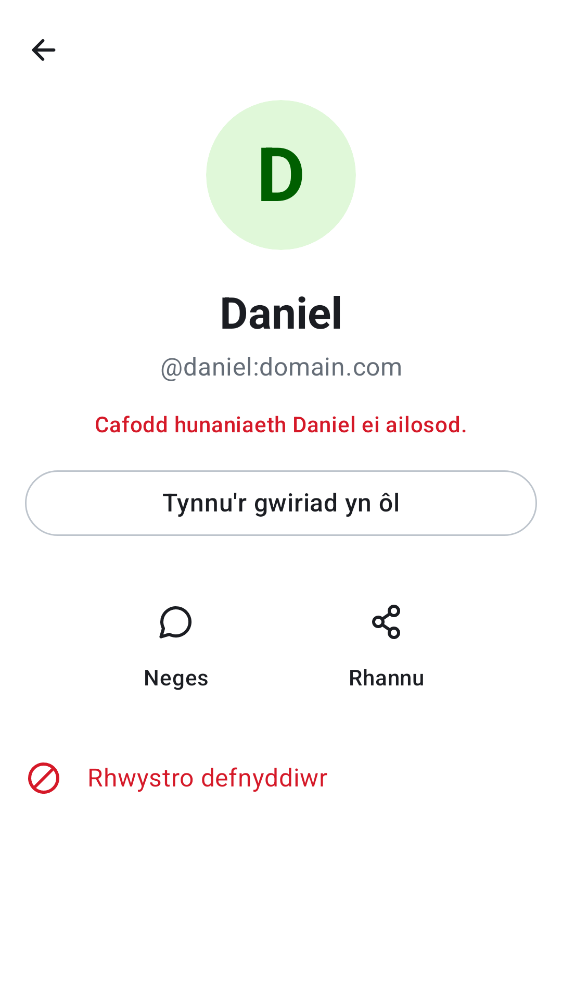 D
Daniel
@daniel:domain.com
Cafodd hunaniaeth Daniel ei ailosod.
Tynnu'r gwiriad yn ôl
Neges
Rhannu
Rhwystro defnyddiwr